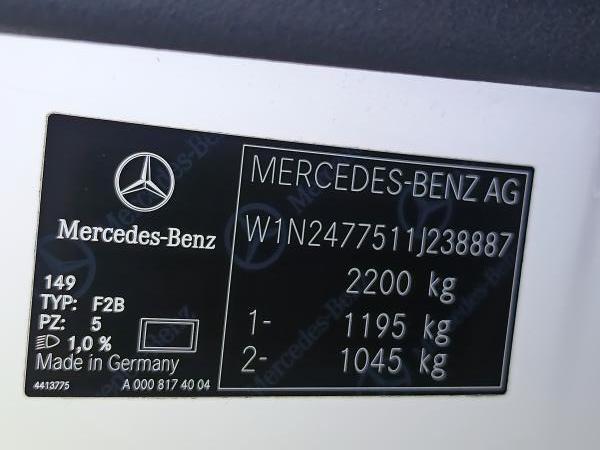 Mercedes-Benz
149
TYP: F2B
PZ: 5
1,0 %
Made in Germany
4413775
A 000 817 40 04
MERCEDES-BENZ AG
W1N2477511J238887
2200 kg
1- 1195 kg
2- 1045 kg